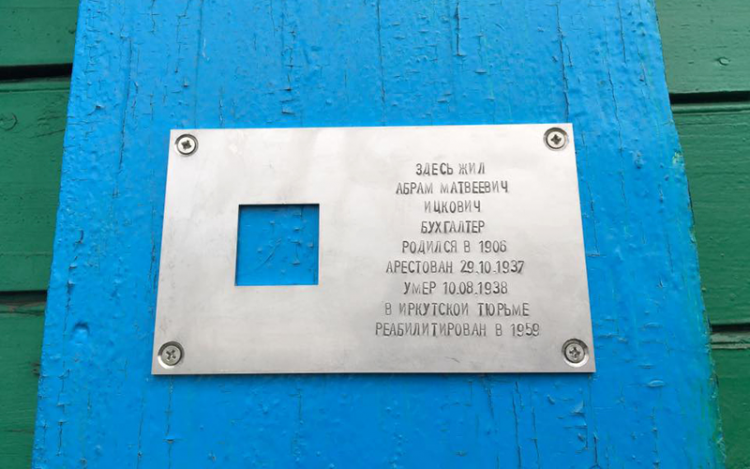 ЗДЕСЬ ЖИЛ
АБРАМ МАТВЕЕВИЧ
ИЦКОВИЧ
БУХГАЛТЕР
РОДИЛСЯ В 1906
АРЕСТОВАН 29.10.1937
УМЕР 10.08.1938
В ИРКУТСКОЙ ТЮРЬМЕ
РЕАБИЛИТИРОВАН В 1959